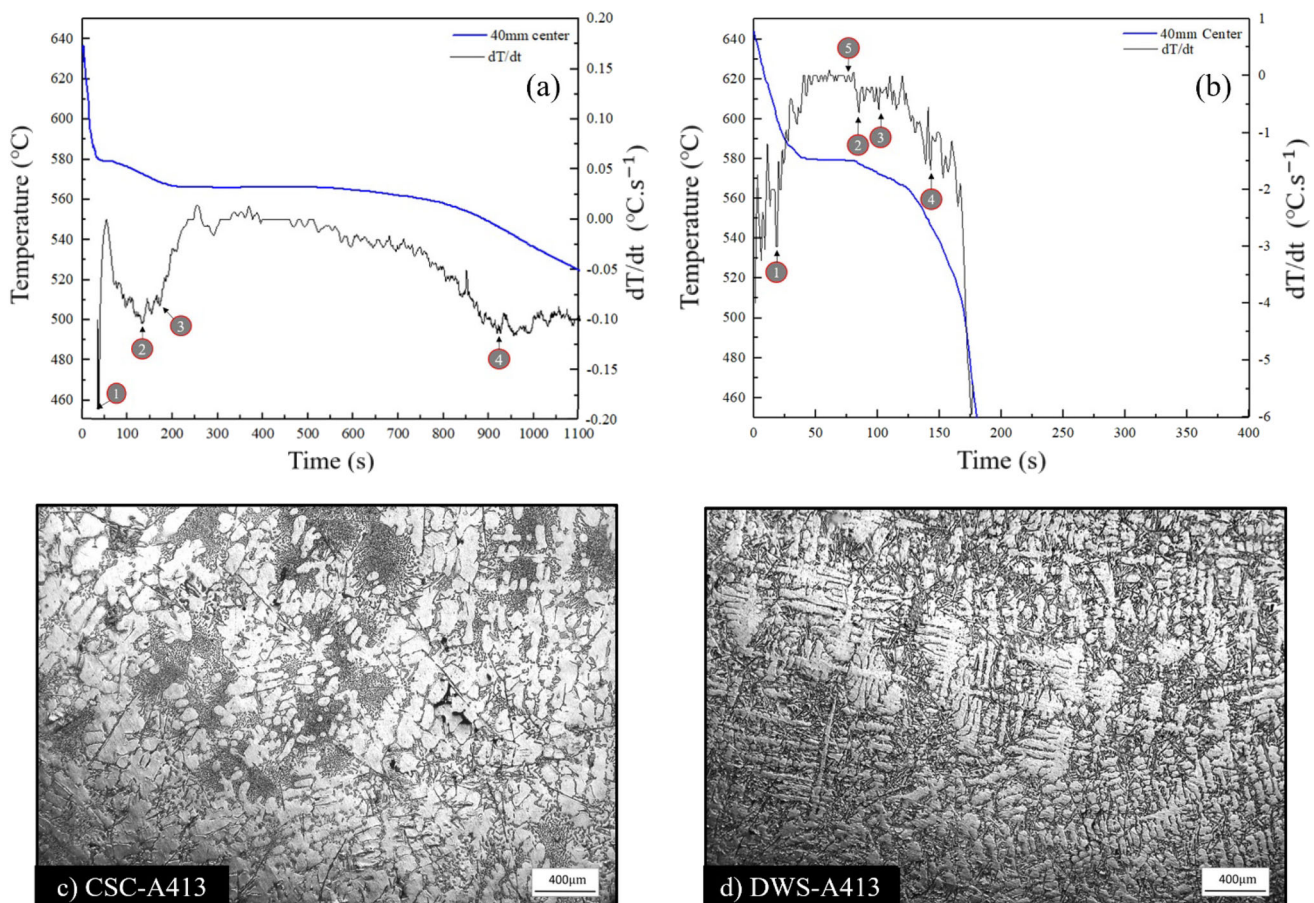 640
620
600
580
560
540
520
500
480
460
Temperature (°C)
0 100 200 300 400 500 600 700 800 900 1000 1100
Time (s)
0.20
0.15
0.10
0.05
0.00
-0.05
-0.10
-0.15
-0.20
dT/dt (°C.s⁻¹)
40mm center
dT/dt
(a)
1
2
3
4
640
620
600
580
560
540
520
500
480
460
Temperature (°C)
0 50 100 150 200 250 300 350 400
Time (s)
1
0
-1
-2
-3
-4
-5
-6
dT/dt (°C.s⁻¹)
40mm Center
dT/dt
(b)
5
2
3
4
1
c) CSC-A413
400μm
d) DWS-A413
400μm